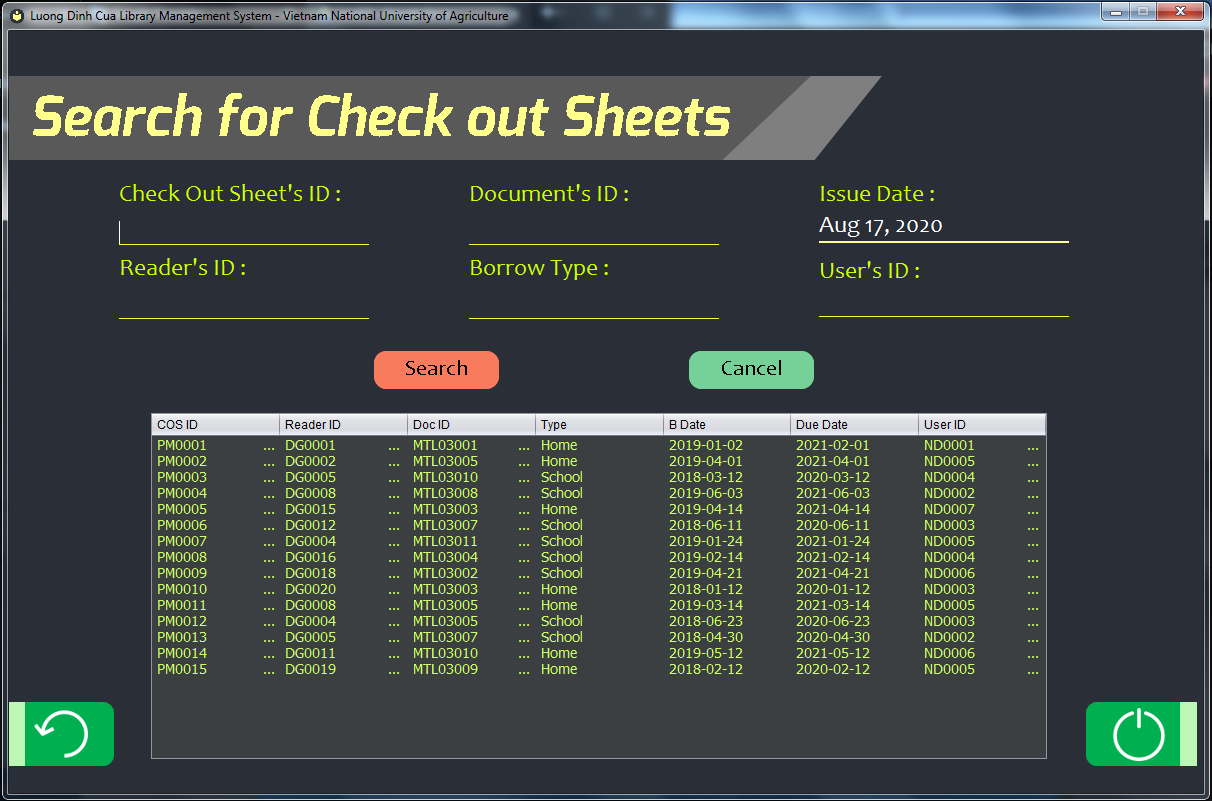 Luong Dinh Cua Library Management System - Vietnam National University of Agriculture
Search for Check out Sheets
Check Out Sheet's ID : Document's ID : Issue Date :
Aug 17, 2020
Reader's ID : Borrow Type : User's ID :
Search Cancel
COS ID Reader ID Doc ID Type B Date Due Date User ID
PM0001 ... DG0001 ... MTL03001 ... Home 2019-01-02 2021-02-01 ND0001 ...
PM0002 ... DG0002 ... MTL03005 ... Home 2019-04-01 2021-04-01 ND0005 ...
PM0003 ... DG0005 ... MTL03010 ... School 2018-03-12 2020-03-12 ND0004 ...
PM0004 ... DG0008 ... MTL03008 ... School 2019-06-03 2021-06-03 ND0002 ...
PM0005 ... DG0015 ... MTL03003 ... Home 2019-04-14 2021-04-14 ND0007 ...
PM0006 ... DG0012 ... MTL03007 ... School 2018-06-11 2020-06-11 ND0003 ...
PM0007 ... DG0004 ... MTL03011 ... School 2019-01-24 2021-01-24 ND0005 ...
PM0008 ... DG0016 ... MTL03004 ... School 2019-02-14 2021-02-14 ND0004 ...
PM0009 ... DG0018 ... MTL03002 ... School 2019-04-21 2021-04-21 ND0006 ...
PM0010 ... DG0020 ... MTL03003 ... Home 2018-01-12 2020-01-12 ND0003 ...
PM0011 ... DG0008 ... MTL03005 ... Home 2019-03-14 2021-03-14 ND0005 ...
PM0012 ... DG0004 ... MTL03005 ... School 2018-06-23 2020-06-23 ND0003 ...
PM0013 ... DG0005 ... MTL03007 ... School 2018-04-30 2020-04-30 ND0002 ...
PM0014 ... DG0011 ... MTL03010 ... Home 2019-05-12 2021-05-12 ND0006 ...
PM0015 ... DG0019 ... MTL03009 ... Home 2018-02-12 2020-02-12 ND0005 ...